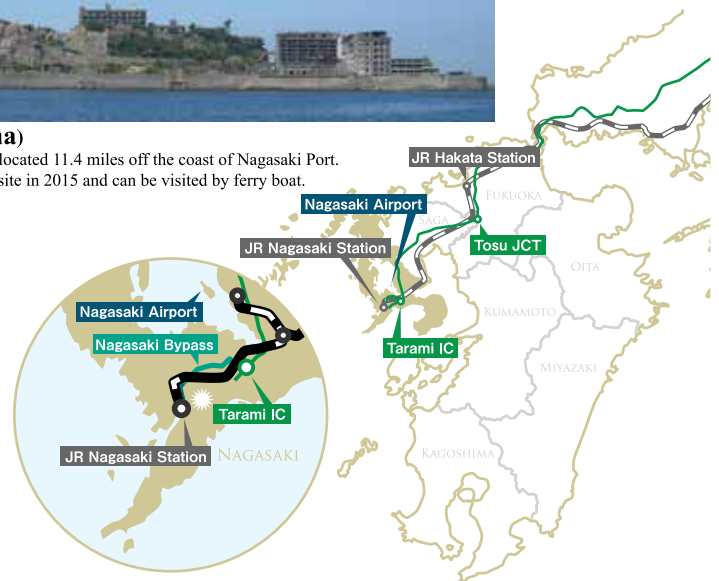 located 11.4 miles off the coast of Nagasaki Port.
site in 2015 and can be visited by ferry boat.
JR Hakata Station
FUKUOKA
Nagasaki Airport
SAGA
JR Nagasaki Station
Tosu JCT
OITA
Nagasaki Airport
KUMAMOTO
Nagasaki Bypass
Tarami IC
MIYAZAKI
Tarami IC
JR Nagasaki Station
NAGASAKI
KAGOSHIMA